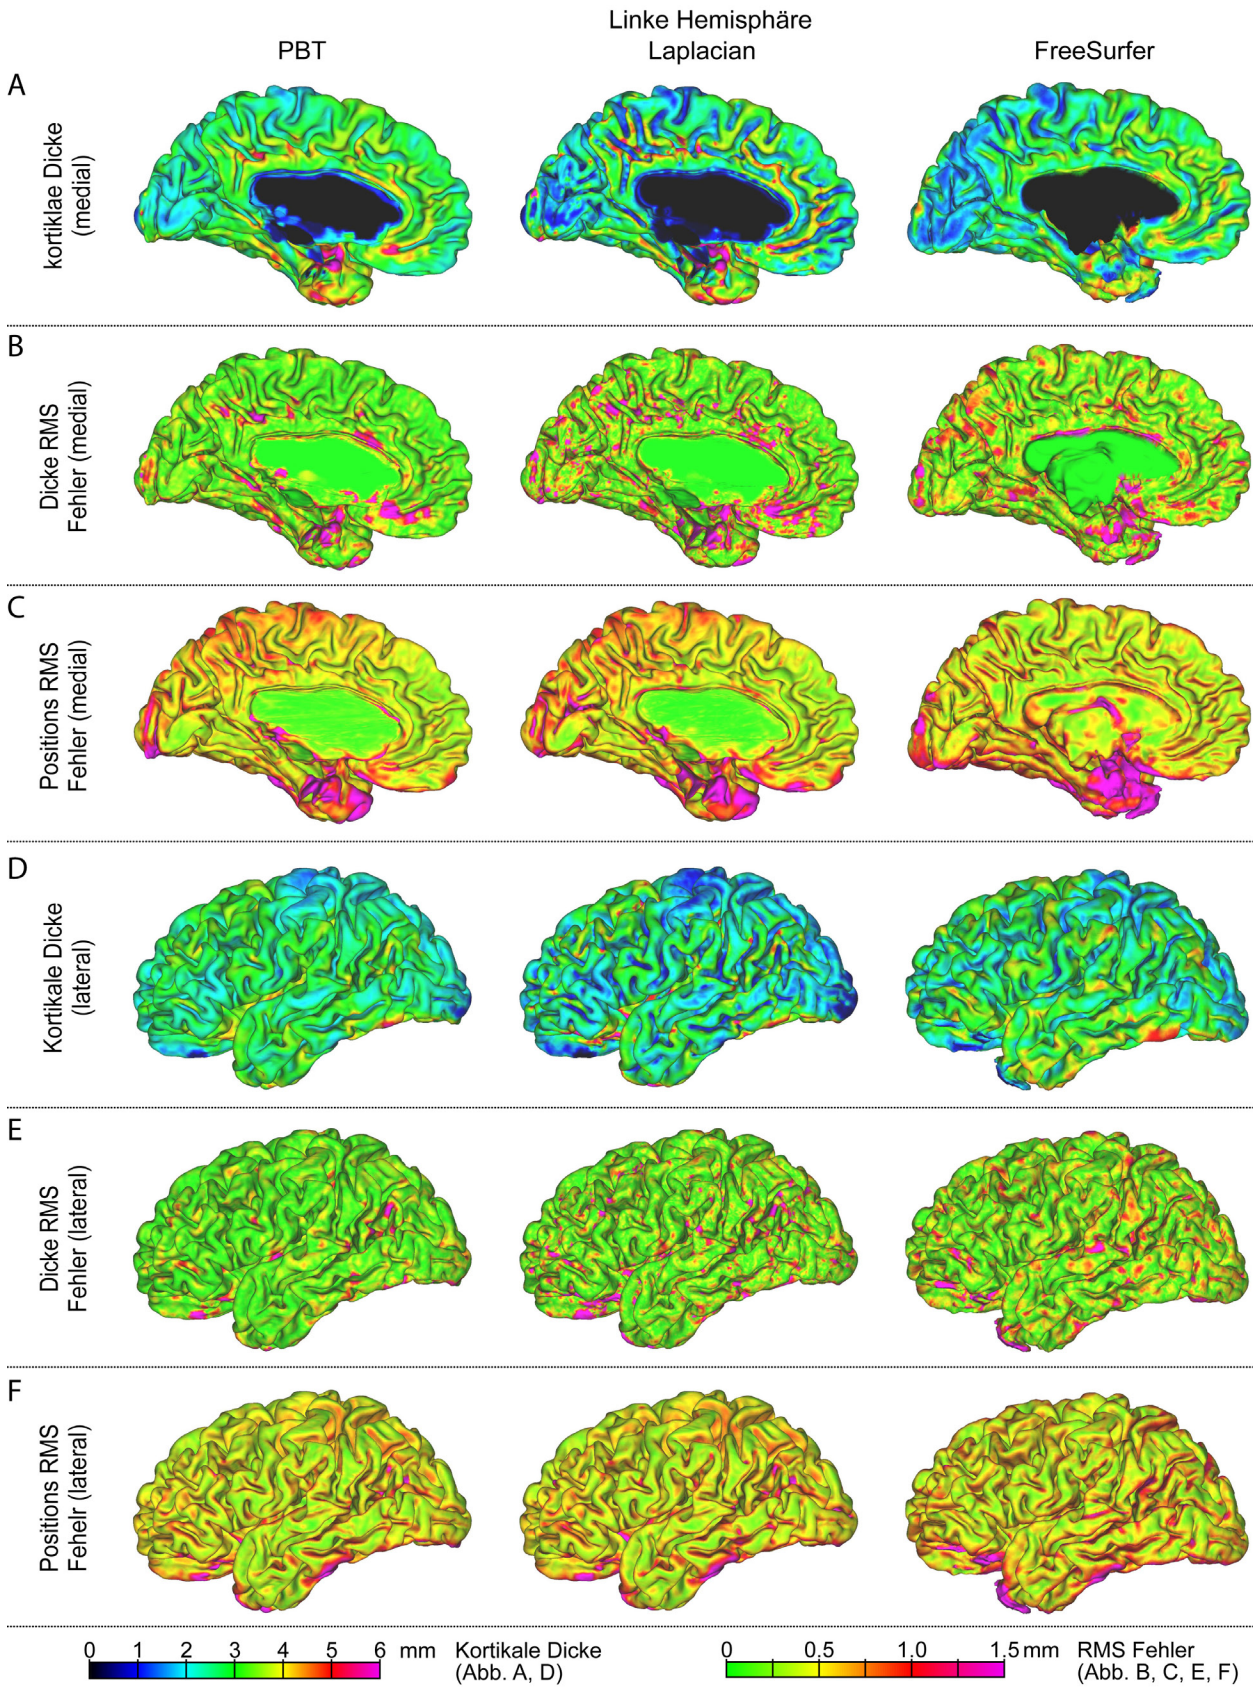 Linke Hemisphäre
PBT
Laplacian
FreeSurfer
A
kortiklae Dicke
(medial)
B
Dicke RMS
Fehler (medial)
C
Positions RMS
Fehler (medial)
D
Kortikale Dicke
(lateral)
E
Dicke RMS
Fehler (lateral)
F
Positions RMS
Fehelr (lateral)
0 1 2 3 4 5 6 mm
Kortikale Dicke
(Abb. A, D)
0 0.5 1.0 1.5 mm
RMS Fehler
(Abb. B, C, E, F)